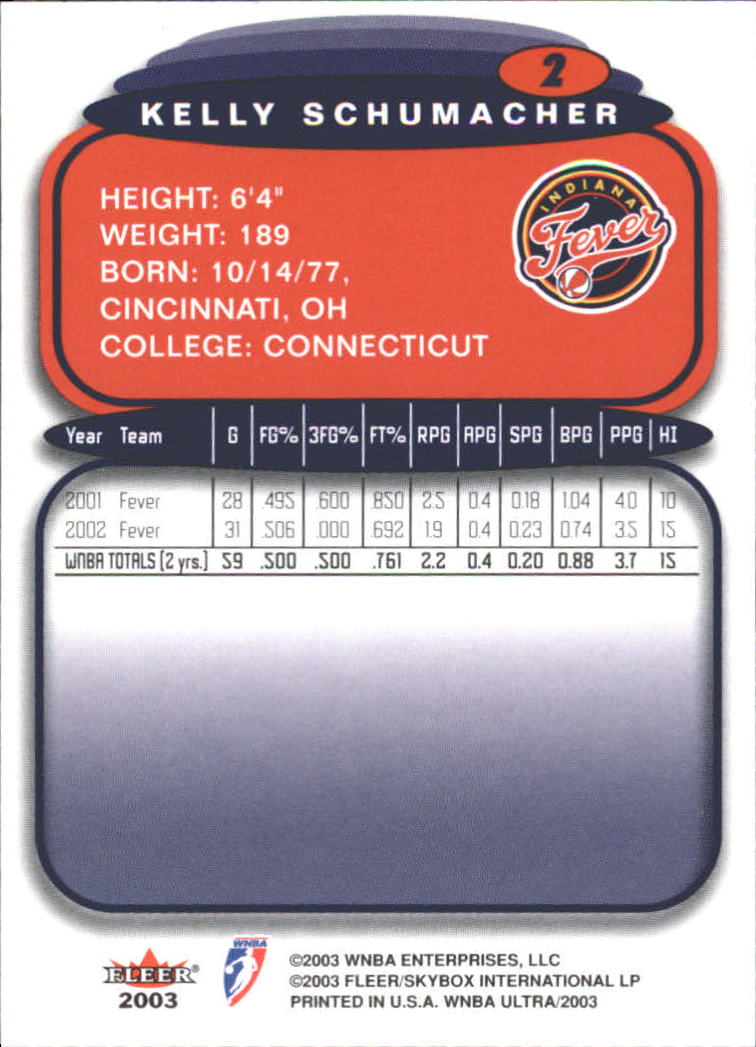 2
KELLY SCHUMACHER
HEIGHT: 6'4"
WEIGHT: 189
BORN: 10/14/77,
CINCINNATI, OH
COLLEGE: CONNECTICUT
INDIANA
Fever
Year Team G FG% 3FG% FT% RPG APG SPG BPG PPG HI
2001 Fever 28 .495 .600 .850 2.5 0.4 0.18 1.04 4.0 10
2002 Fever 31 .506 .000 .692 1.9 0.4 0.23 0.74 3.5 15
WNBA TOTALS (2 yrs.) 59 .500 .500 .761 2.2 0.4 0.20 0.88 3.7 15
FLEER®
2003
WNBA
©2003 WNBA ENTERPRISES, LLC
©2003 FLEER/SKYBOX INTERNATIONAL LP
PRINTED IN U.S.A. WNBA ULTRA/2003